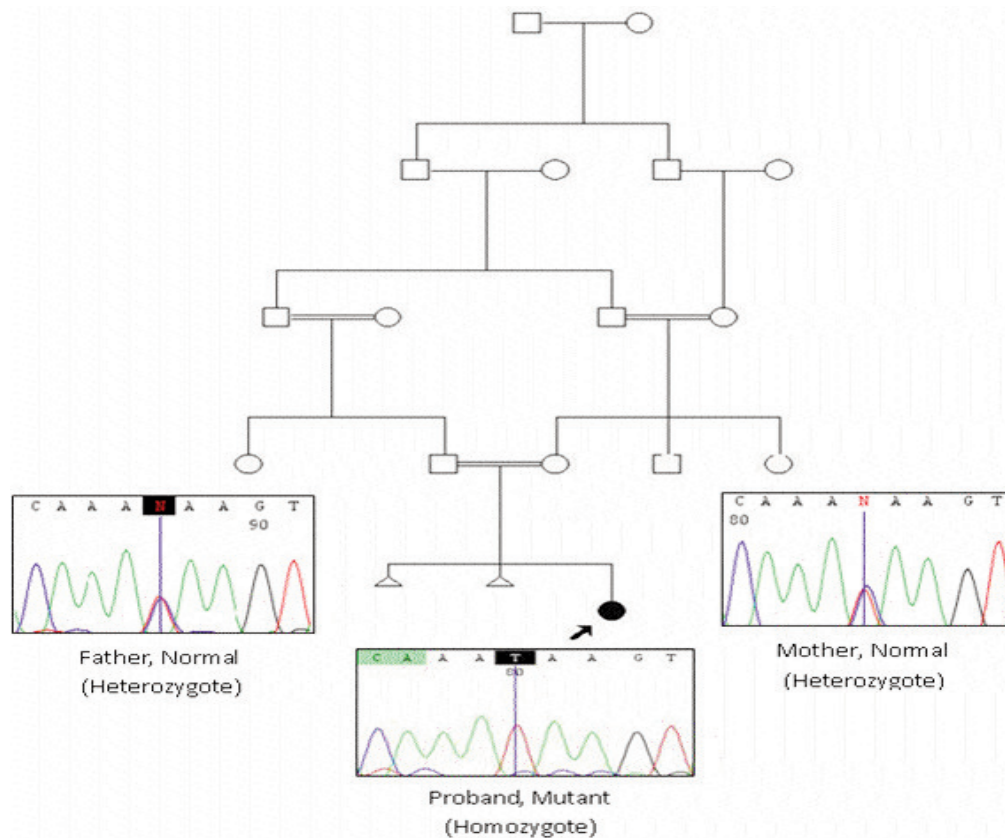 C A A A N A A G T
90
Father, Normal
(Heterozygote)
C A A A T A A G T
80
Proband, Mutant
(Homozygote)
C A A A N A A G T
80
Mother, Normal
(Heterozygote)